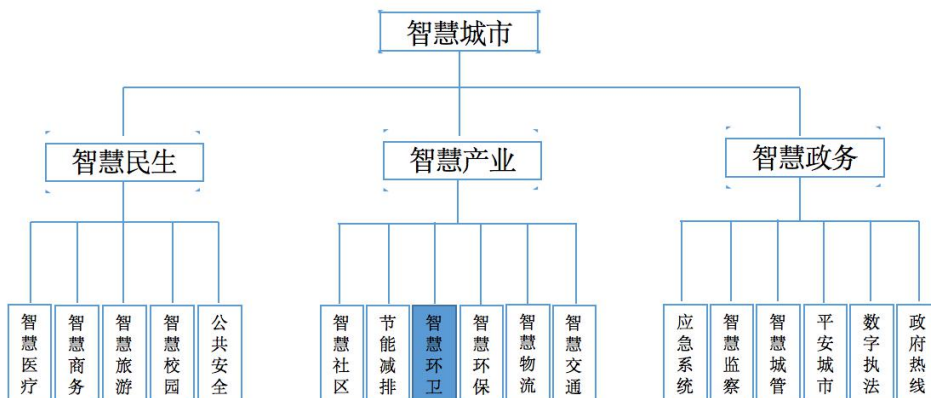 智慧城市
智慧民生
智慧产业
智慧政务
智慧医疗
智慧商务
智慧旅游
智慧校园
公共安全
智慧社区
节能减排
智慧环卫
智慧环保
智慧物流
智慧交通
应急系统
智慧监察
智慧城管
平安城市
数字执法
政府热线